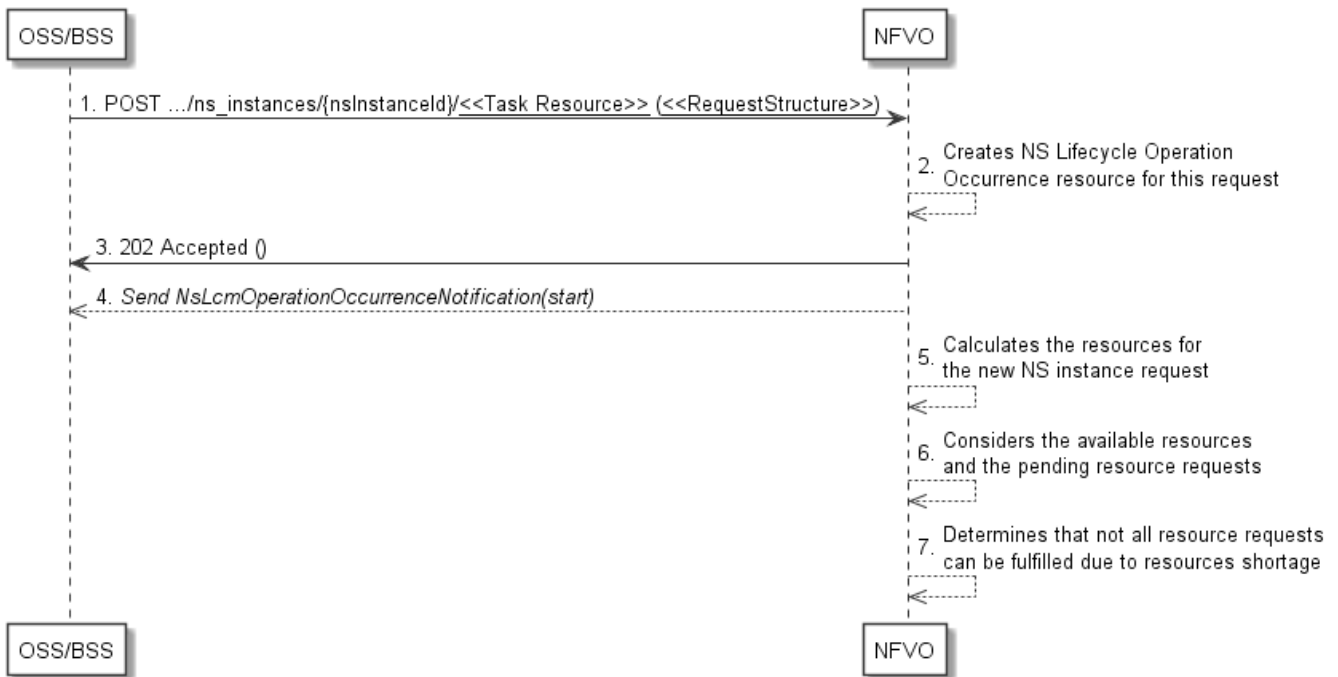 OSS/BSS
NFVO
1. POST .../ns_instances/{nsInstanceId}/<<Task Resource>> (<<RequestStructure>>)
2. Creates NS Lifecycle Operation
Occurrence resource for this request
3. 202 Accepted ()
4. Send NsLcmOperationOccurrenceNotification(start)
5. Calculates the resources for
the new NS instance request
6. Considers the available resources
and the pending resource requests
7. Determines that not all resource requests
can be fulfilled due to resources shortage
OSS/BSS
NFVO